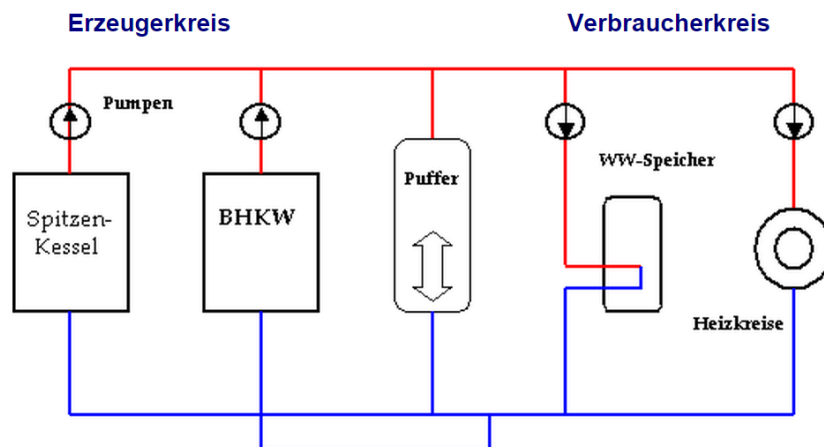 Erzeugerkreis
Verbraucherkreis
Pumpen
WW-Speicher
Puffer
Spitzen-
Kessel
BHKW
Heizkreise